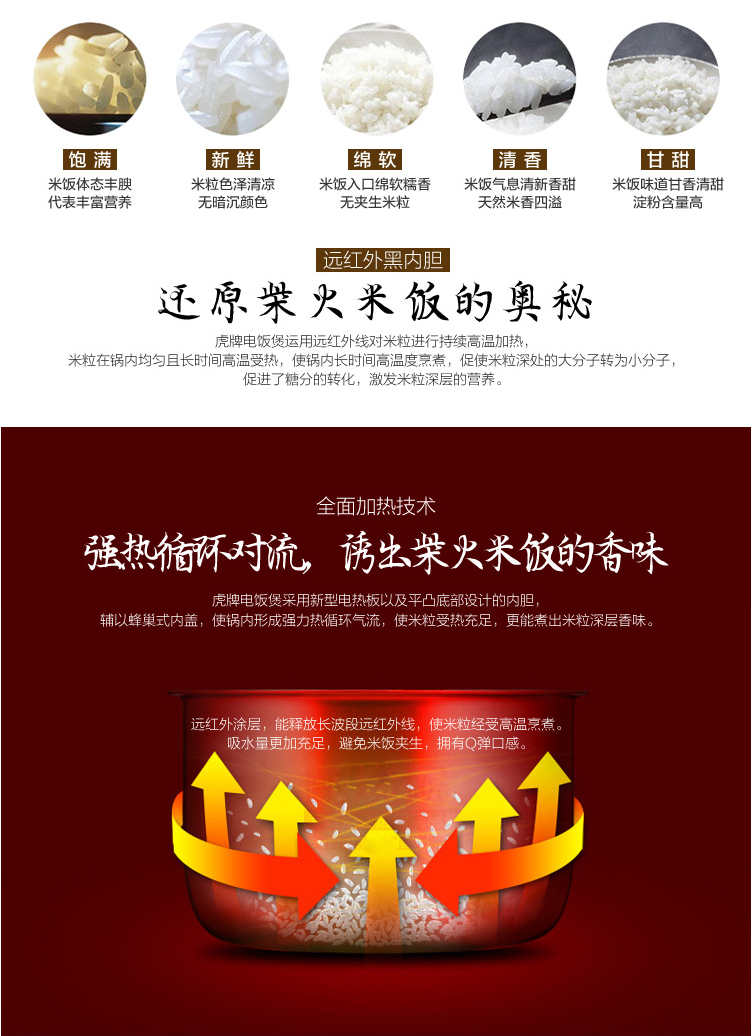 饱满
新鲜
绵软
清香
甘甜
米饭体态丰腴
代表丰富营养
米粒色泽清凉
无暗沉颜色
米饭入口绵软糯香
无夹生米粒
米饭气息清新香甜
天然米香四溢
米饭味道甘香清甜
淀粉含量高
远红外黑内胆
还原柴火米饭的奥秘
虎牌电饭煲运用远红外线对米粒进行持续高温加热，
米粒在锅内均匀且长时间高温受热，使锅内长时间高温度烹煮，促使米粒深处的大分子转为小分子，
促进了糖分的转化，激发米粒深层的营养。
全面加热技术
强热循环对流，诱出柴火米饭的香味
虎牌电饭煲采用新型电热板以及平凸底部设计的内胆，
辅以蜂巢式内盖，使锅内形成强力热循环气流，使米粒受热充足，更能煮出米粒深层香味。
远红外涂层，能释放长波段远红外线，使米粒经受高温烹煮。
吸水量更加充足，避免米饭夹生，拥有Q弹口感。